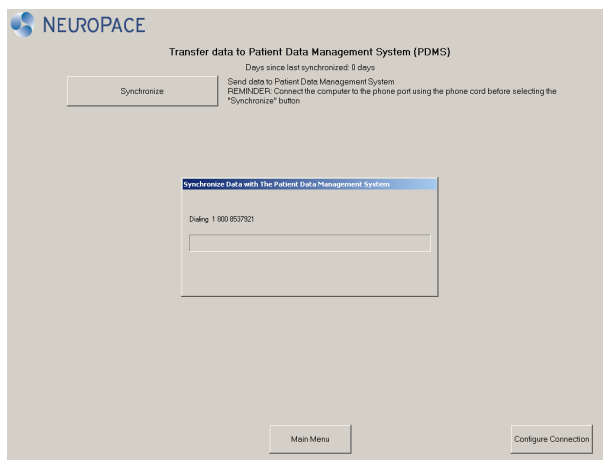 NEUROPACE
Transfer data to Patient Data Management System (PDMS)
Days since last synchronized: 0 days
Synchronize
Send data to Patient Data Management System
REMINDER: Connect the computer to the phone port using the phone cord before selecting the
"Synchronize" button
Synchronize Data with The Patient Data Management System
Dialing 1 800 8537921
Main Menu
Configure Connection